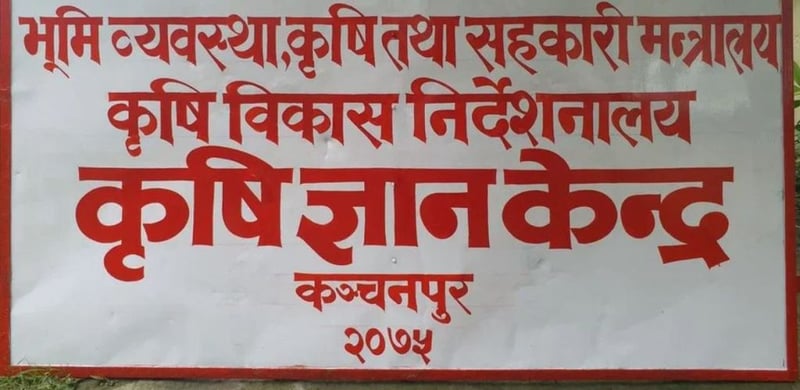 भूमि व्यवस्था,कृषि तथा सहकारी मन्त्रालय
कृषि विकास निर्देशनालय
कृषि ज्ञान केन्द्र
कञ्चनपुर
२०७५